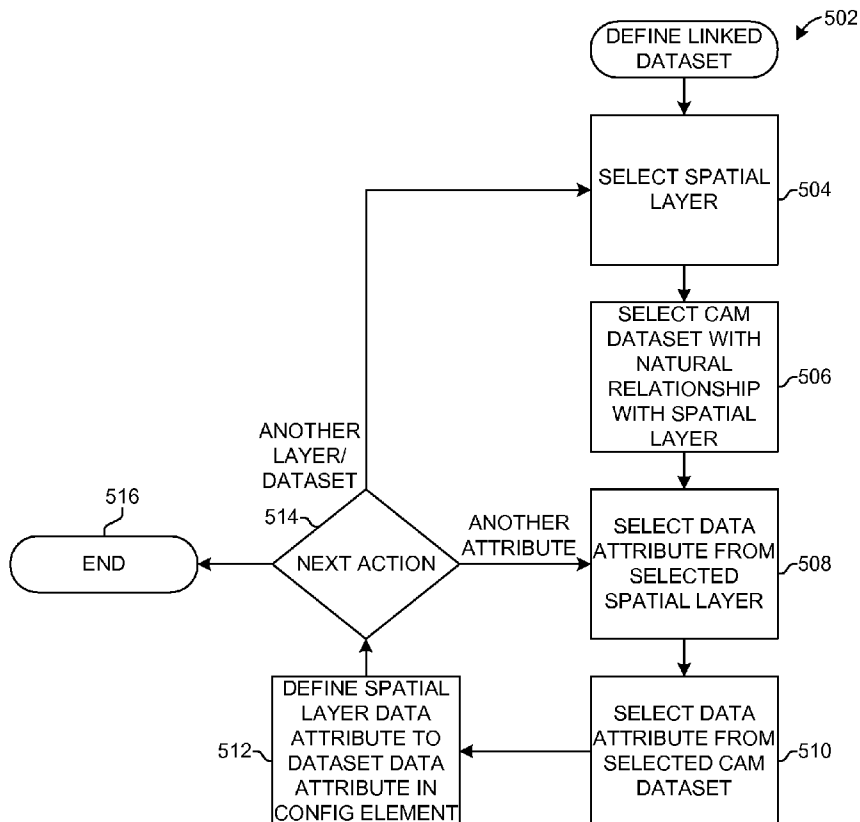 502
DEFINE LINKED
DATASET
SELECT SPATIAL
LAYER
504
SELECT CAM
DATASET WITH
NATURAL
RELATIONSHIP
WITH SPATIAL
LAYER
506
ANOTHER
LAYER/
DATASET
516
END
514
NEXT ACTION
ANOTHER
ATTRIBUTE
SELECT DATA
ATTRIBUTE FROM
SELECTED
SPATIAL LAYER
508
DEFINE SPATIAL
LAYER DATA
ATTRIBUTE TO
DATASET DATA
ATTRIBUTE IN
CONFIG ELEMENT
512
SELECT DATA
ATTRIBUTE FROM
SELECTED CAM
DATASET
510